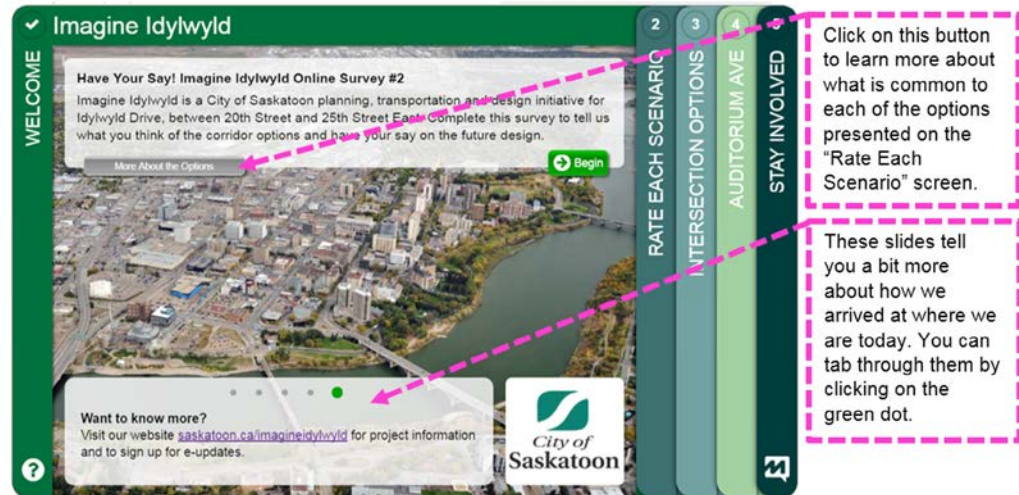 Imagine Idylwyld
WELCOME
Have Your Say! Imagine Idylwyld Online Survey #2
Imagine Idylwyld is a City of Saskatoon planning, transportation and design initiative for
Idylwyld Drive, between 20th Street and 25th Street East. Complete this survey to tell us
what you think of the corridor options and have your say on the future design.
More About the Options
Begin
Want to know more?
Visit our website saskatoon.ca/imagineidylwyld for project information
and to sign up for e-updates.
?
City of
Saskatoon
2
RATE EACH SCENARIO
3
INTERSECTION OPTIONS
4
AUDITORIUM AVE
5
STAY INVOLVED
Click on this button
to learn more about
what is common to
each of the options
presented on the
“Rate Each
Scenario” screen.
These slides tell
you a bit more
about how we
arrived at where we
are today. You can
tab through them by
clicking on the
green dot.